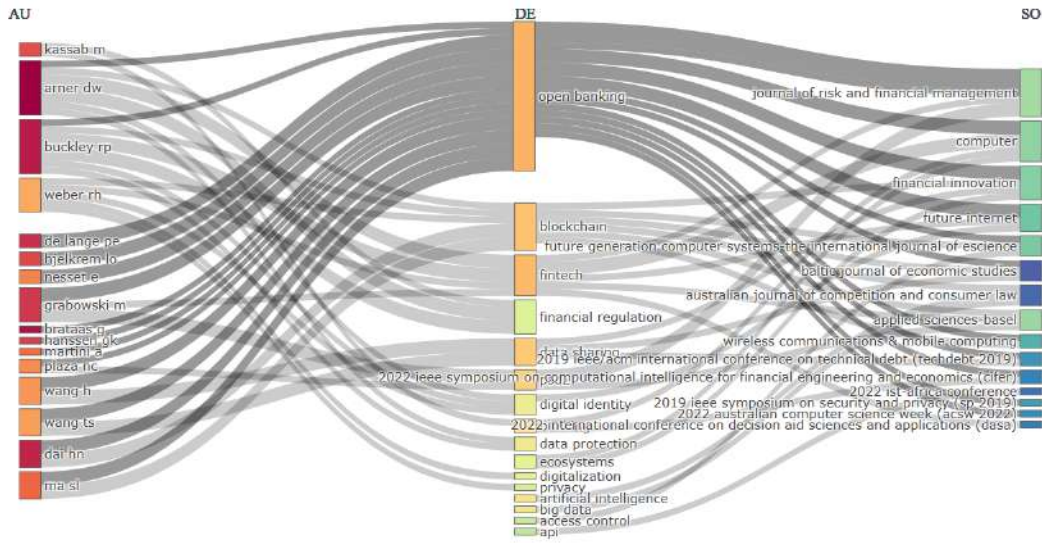 AU
DE
SO
kassab m
arner dw
buckley rp
weber rh
de lange pe
hjelkrem lo
nesset e
grabowski m
brataas g
hanssen gk
martini a
plaza nc
wang h
wang ts
dai hn
ma sl
open banking
blockchain
fintech
financial regulation
data sharing
psd2
digital identity
data protection
ecosystems
digitalization
privacy
artificial intelligence
big data
access control
api
journal of risk and financial management
computer
financial innovation
future internet
future generation computer systems-the international journal of escience
baltic journal of economic studies
australian journal of competition and consumer law
applied sciences-basel
wireless communications & mobile computing
2019 ieee/acm international conference on technical debt (techdebt 2019)
2022 ieee symposium on computational intelligence for financial engineering and economics (cifer)
2022 ist-africa conference
2019 ieee symposium on security and privacy (sp 2019)
2022 australian computer science week (acsw 2022)
2022 international conference on decision aid sciences and applications (dasa)